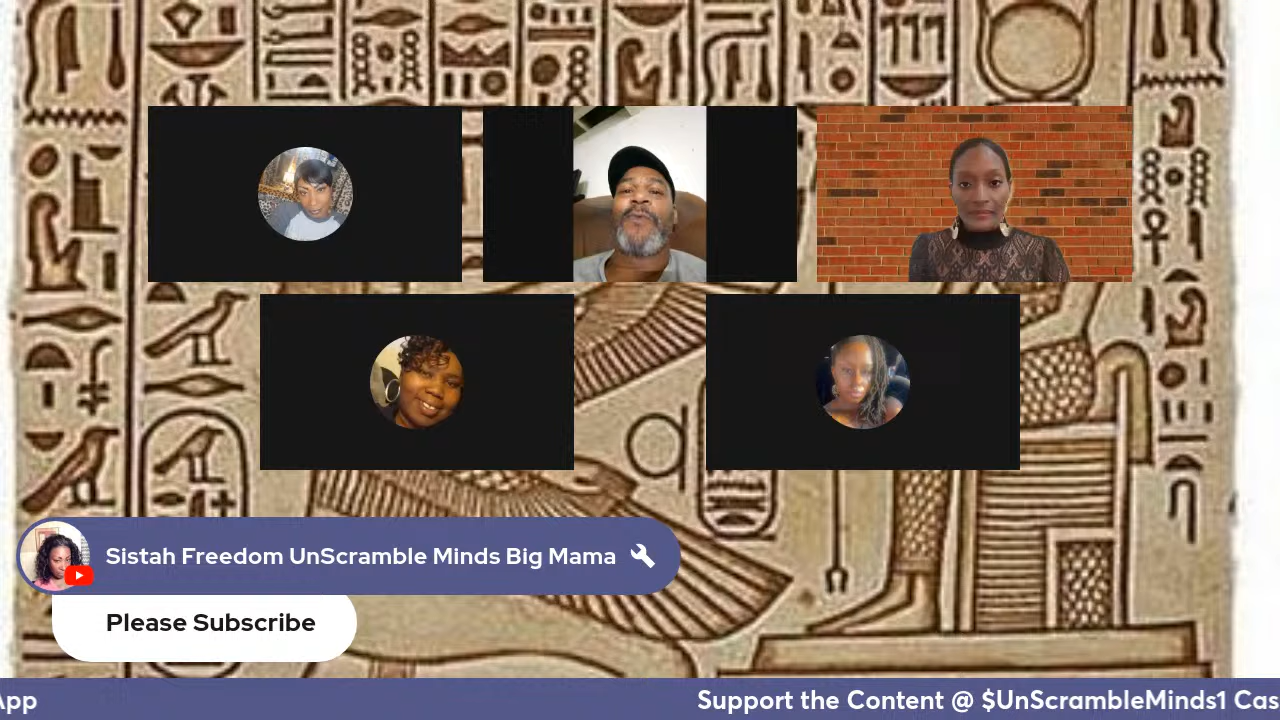 Sistah Freedom UnScramble Minds Big Mama
Please Subscribe
App
Support the Content @ $UnScrambleMinds1 Cas